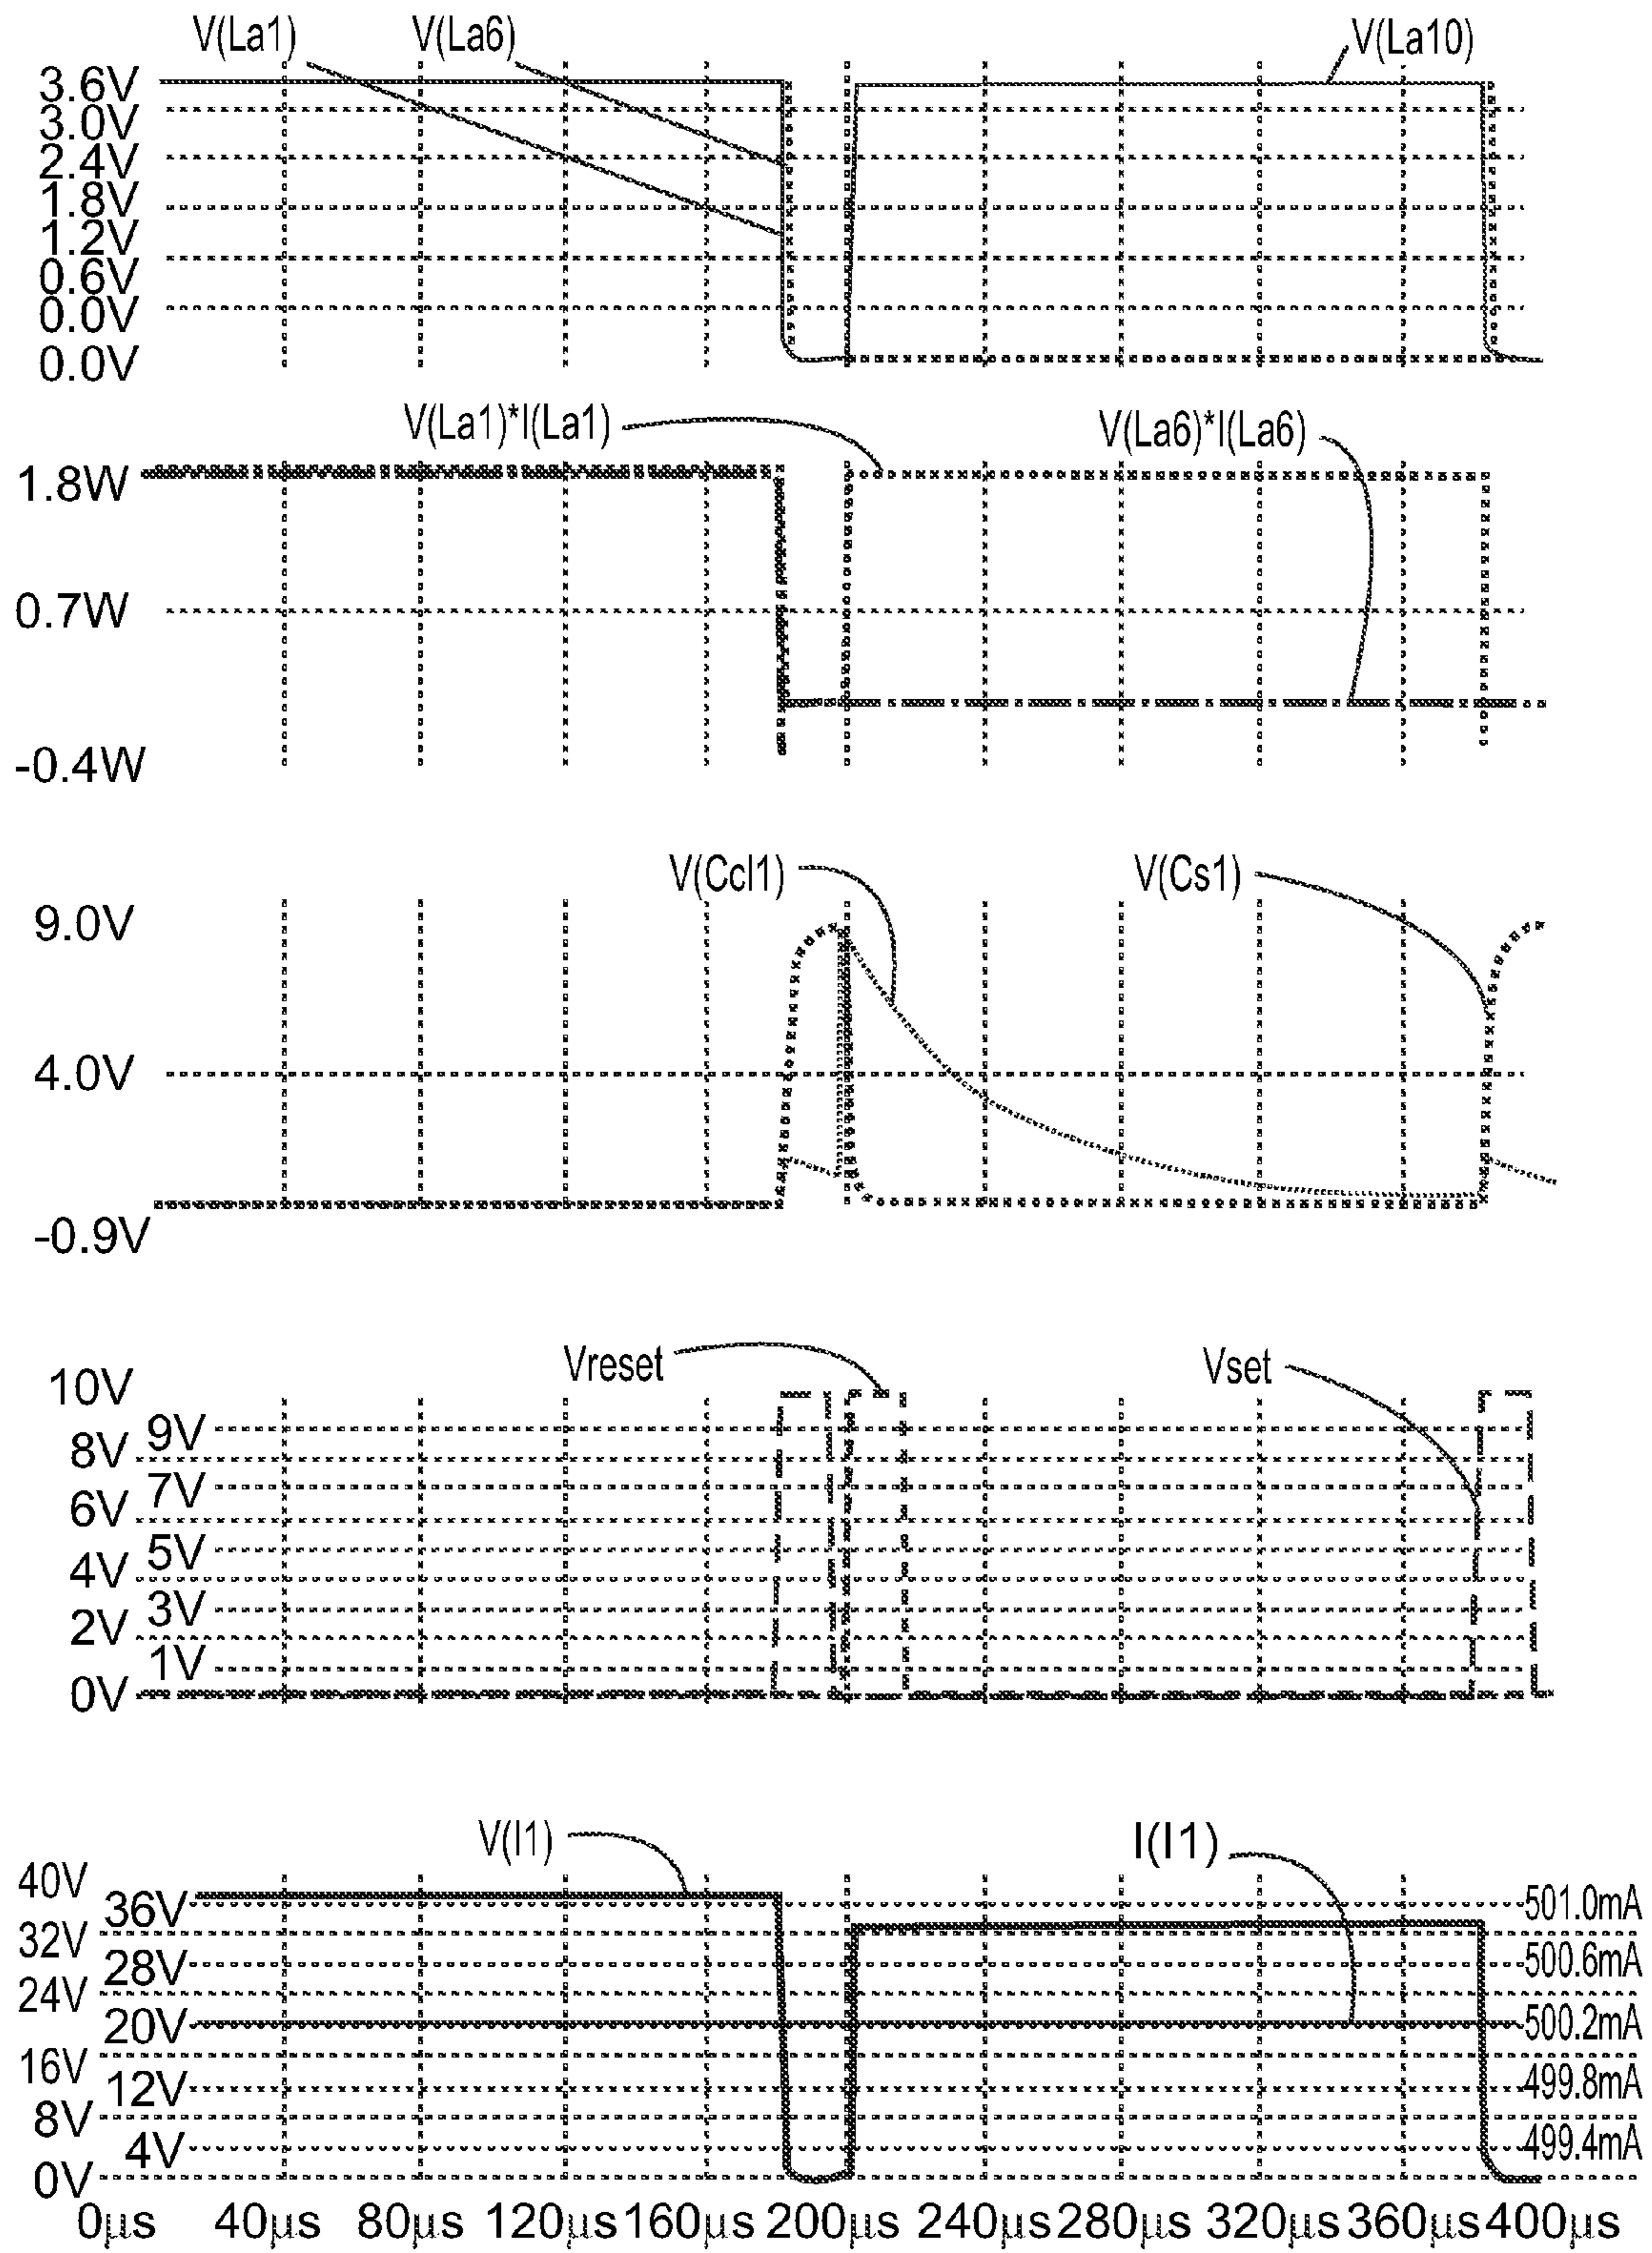 V(La1) V(La6) V(La10)
3.6V
3.0V
2.4V
1.8V
1.2V
0.6V
0.0V
0.0V
V(La1)*I(La1) V(La6)*I(La6)
1.8W
0.7W
-0.4W
V(Ccl1) V(Cs1)
9.0V
4.0V
-0.9V
Vreset Vset
10V
9V
8V
7V
6V
5V
4V
3V
2V
1V
0V
V(I1) I(I1)
40V
36V 501.0mA
32V
28V 500.6mA
24V
20V 500.2mA
16V
12V 499.8mA
8V
4V 499.4mA
0V
0µs 40µs 80µs 120µs 160µs 200µs 240µs 280µs 320µs 360µs 400µs